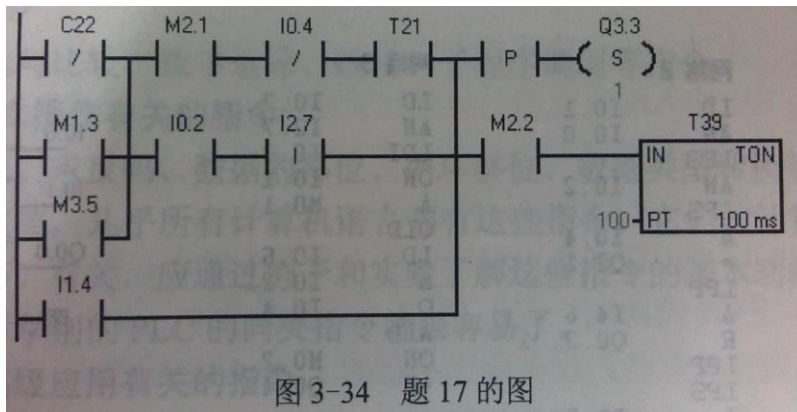 C22 M2.1 I0.4 T21 Q3.3
/ / P S
1
M1.3 I0.2 I2.7 M2.2 T39
IN TON
M3.5
100 PT 100 ms
I1.4
图 3-34 题 17 的图